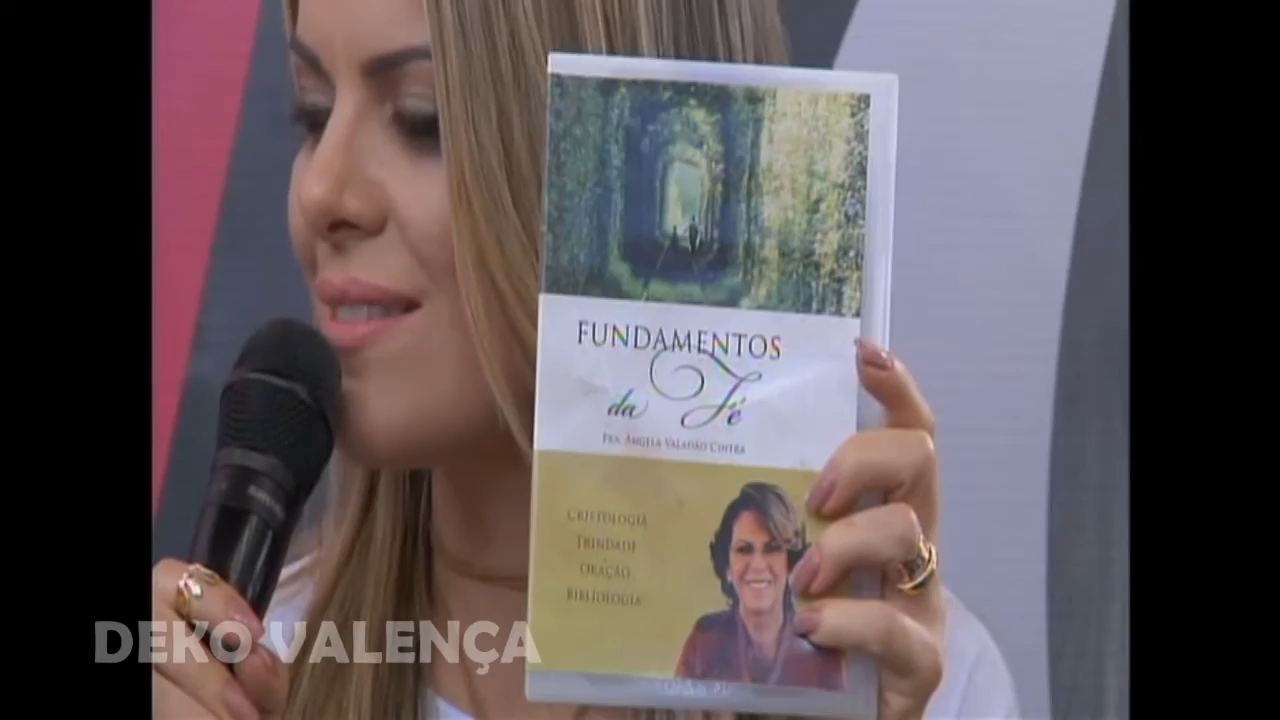 FUNDAMENTOS
da Fé
PRA. ÂNGELA VALADÃO CINTRA
CRISTOLOGIA
TRINDADE
ORAÇÃO
BIBLIOLOGIA
DEKO VALENÇA